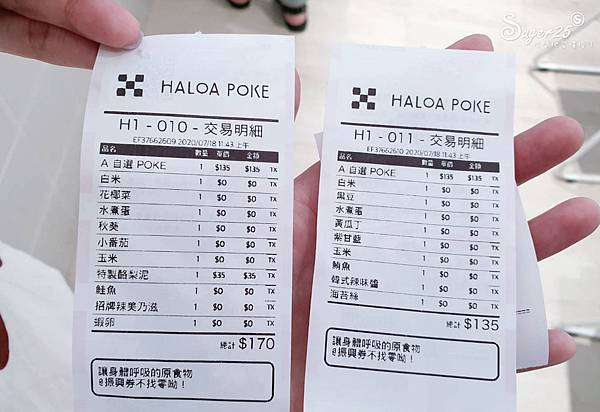 Super25
HALOA POKE
H1 - 010 - 交易明細
EF37662609 2020/07/18 11:43 上午
品名 數量 單價 金額
A 自選 POKE 1 $135 $135 TX
白米 1 $0 $0 TX
花椰菜 1 $0 $0 TX
水煮蛋 1 $0 $0 TX
秋葵 1 $0 $0 TX
小番茄 1 $0 $0 TX
玉米 1 $0 $0 TX
特製酪梨泥 1 $35 $35 TX
鮭魚 1 $0 $0 TX
招牌辣美乃滋 1 $0 $0 TX
蝦卵 1 $0 $0 TX
總計 $170
讓身體呼吸的原食物
@振興券不找零呦！
HALOA POKE
H1 - 011 - 交易明細
EF37662610 2020/07/18 11:43 上午
品名 數量 單價 金額
A 自選 POKE 1 $135 $135 TX
白米 1 $0 $0 TX
黑豆 1 $0 $0 TX
水煮蛋 1 $0 $0 TX
黃瓜丁 1 $0 $0 TX
紫甘藍 1 $0 $0 TX
玉米 1 $0 $0 TX
鮪魚 1 $0 $0 TX
韓式辣味醬 1 $0 $0 TX
海苔絲 1 $0 $0 TX
總計 $135
讓身體呼吸的原食物
@振興券不找零呦！